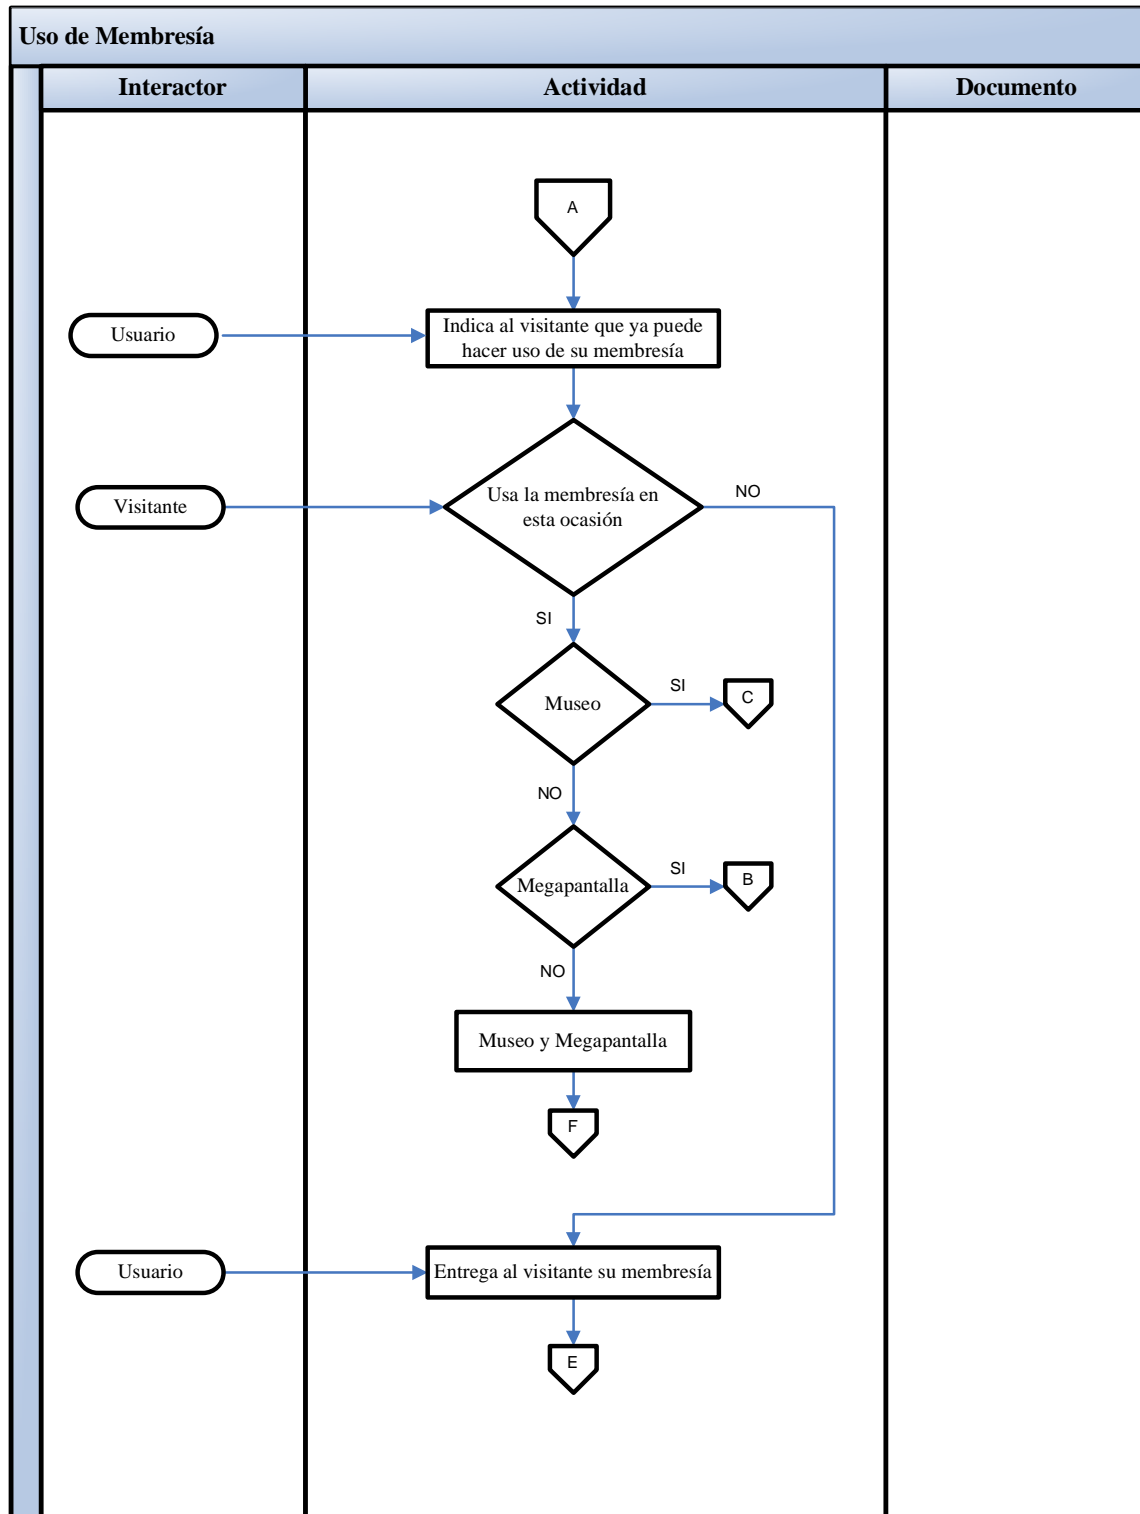 Uso de Membresía
Interactor
Actividad
Documento
A
Usuario
Indica al visitante que ya puede
hacer uso de su membresía
Visitante
Usa la membresía en
esta ocasión
NO
SI
Museo
SI
C
NO
Megapantalla
SI
B
NO
Museo y Megapantalla
F
Usuario
Entrega al visitante su membresía
E